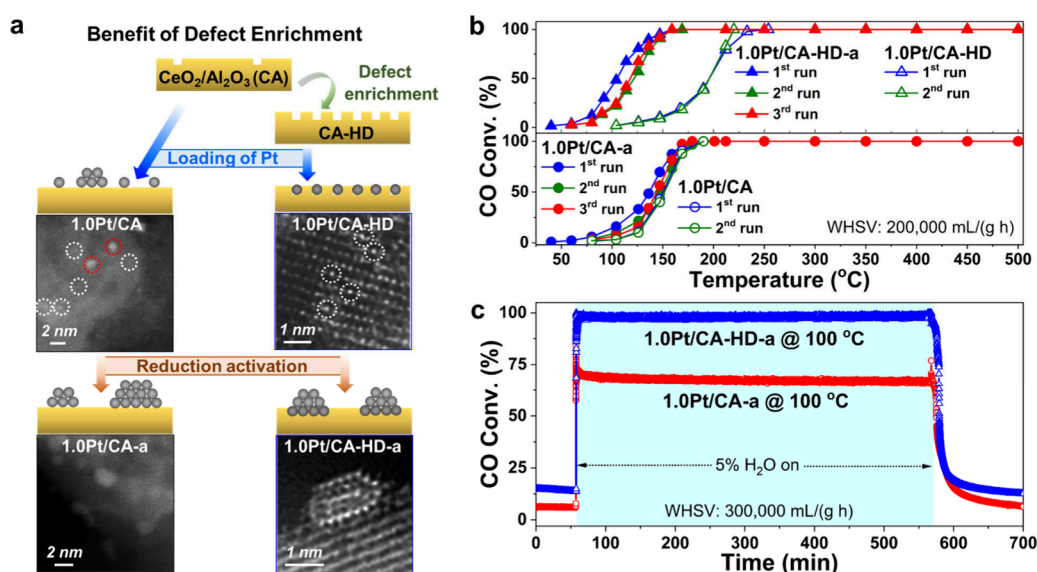 a
Benefit of Defect Enrichment
CeO₂/Al₂O₃ (CA)
Defect
enrichment
CA-HD
Loading of Pt
1.0Pt/CA
2 nm
1.0Pt/CA-HD
1 nm
Reduction activation
1.0Pt/CA-a
2 nm
1.0Pt/CA-HD-a
1 nm
b
CO Conv. (%)
100
75
50
25
0
1.0Pt/CA-HD-a
1st run
2nd run
3rd run
1.0Pt/CA-HD
1st run
2nd run
CO Conv. (%)
100
50
0
1.0Pt/CA-a
1st run
2nd run
3rd run
1.0Pt/CA
1st run
2nd run
WHSV: 200,000 mL/(g h)
50 100 150 200 250 300 350 400 450 500
Temperature (°C)
c
CO Conv. (%)
100
75
50
25
0
1.0Pt/CA-HD-a @ 100 °C
1.0Pt/CA-a @ 100 °C
5% H₂O on
WHSV: 300,000 mL/(g h)
0 100 200 300 400 500 600 700
Time (min)